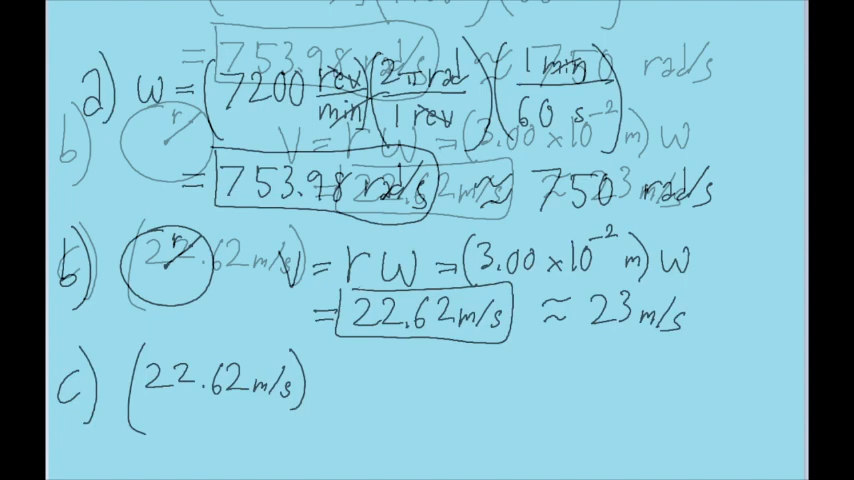 a) w = (7200 rev/min)(2π rad/1 rev)(1 min/60 s)
= 753.98 rad/s ≈ 750 rad/s
b) r v = r w = (3.00 x 10^-2 m) w
= 22.62 m/s ≈ 23 m/s
c) (22.62 m/s)